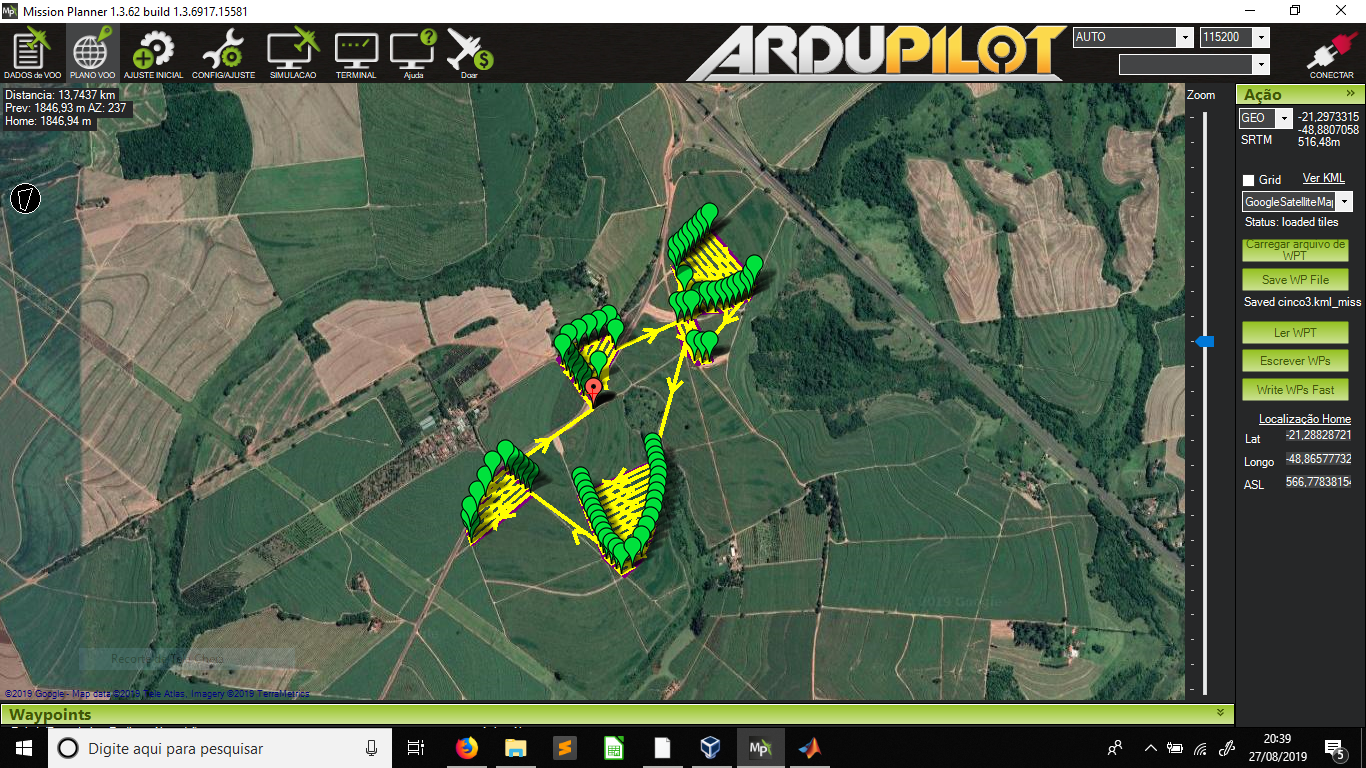 Mission Planner 1.3.62 build 1.3.6917.15581
DADOS de VOO
PLANO VOO
AJUSTE INICIAL
CONFIG/AJUSTE
SIMULACAO
TERMINAL
Ajuda
Doar
ARDUPILOT
AUTO
115200
CONECTAR
Distancia: 13,7437 km
Prev: 1846,93 m AZ: 237
Home: 1846,94 m
Zoom
Ação
GEO
-21,2973315
-48,8807058
SRTM
516,48m
Grid
Ver KML
GoogleSatelliteMap
Status: loaded tiles
Carregar arquivo de
WPT
Save WP File
Saved cinco3.kml_miss
Ler WPT
Escrever WPs
Write WPs Fast
Localização Home
Lat
-21,28828721
Longo
-48,86577732
ASL
566,77838154
©2019 Google - Map data ©2019 Tele Atlas, Imagery ©2019 TerraMetrics
Waypoints
Digite aqui para pesquisar
Mp
20:39
27/08/2019
5